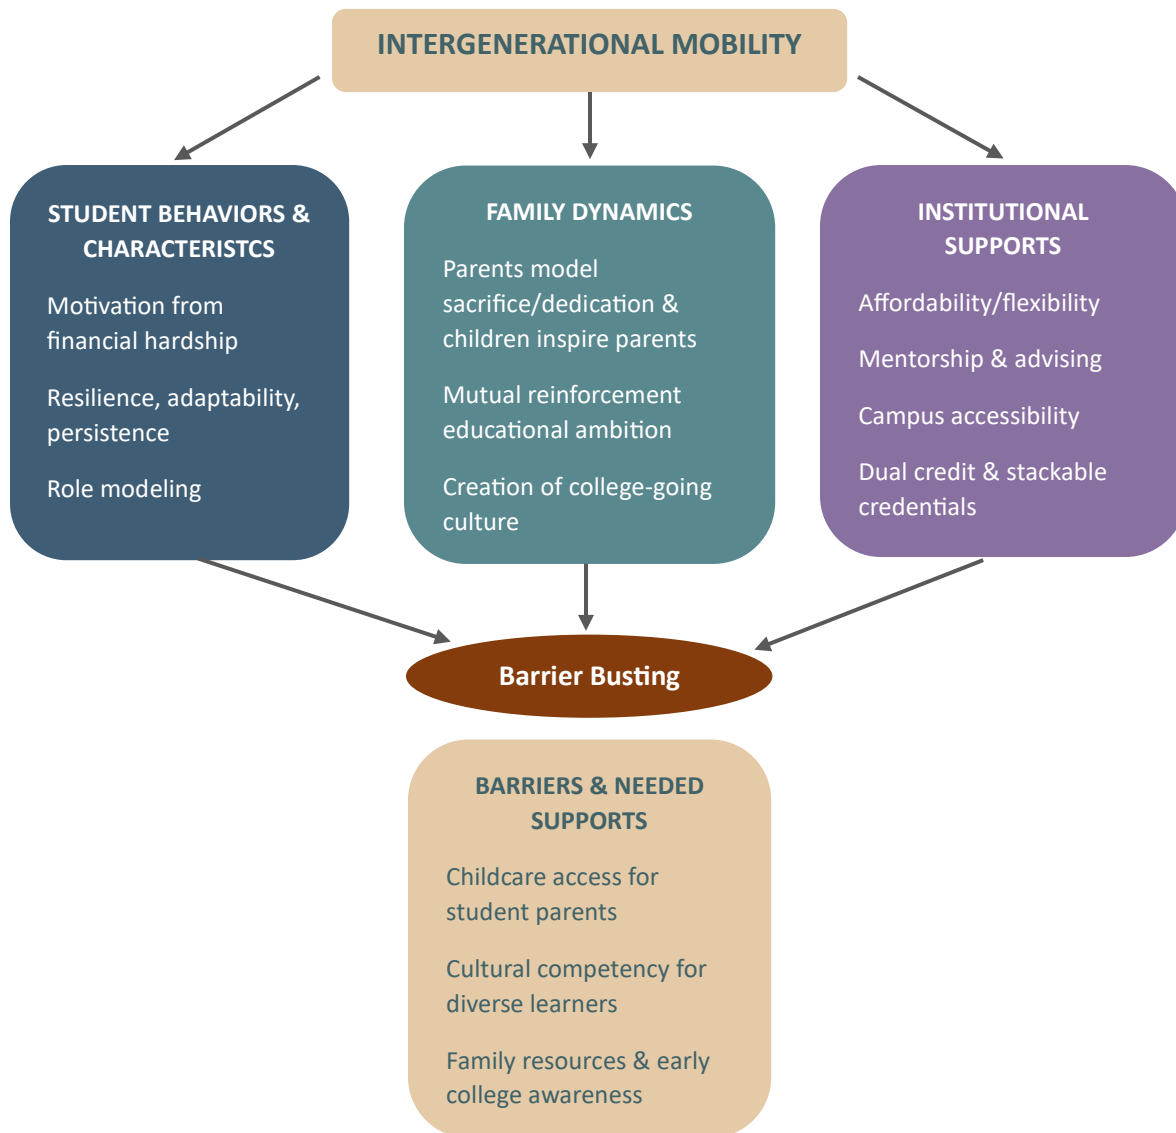 INTERGENERATIONAL MOBILITY
STUDENT BEHAVIORS &
CHARACTERISTCS
Motivation from
financial hardship
Resilience, adaptability,
persistence
Role modeling
FAMILY DYNAMICS
Parents model
sacrifice/dedication &
children inspire parents
Mutual reinforcement
educational ambition
Creation of college-going
culture
INSTITUTIONAL
SUPPORTS
Affordability/flexibility
Mentorship & advising
Campus accessibility
Dual credit & stackable
credentials
Barrier Busting
BARRIERS & NEEDED
SUPPORTS
Childcare access for
student parents
Cultural competency for
diverse learners
Family resources & early
college awareness